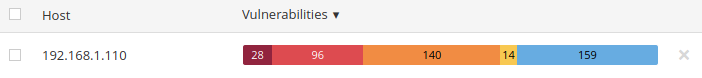 Host Vulnerabilities ▼
192.168.1.110 28 96 140 14 159 ×